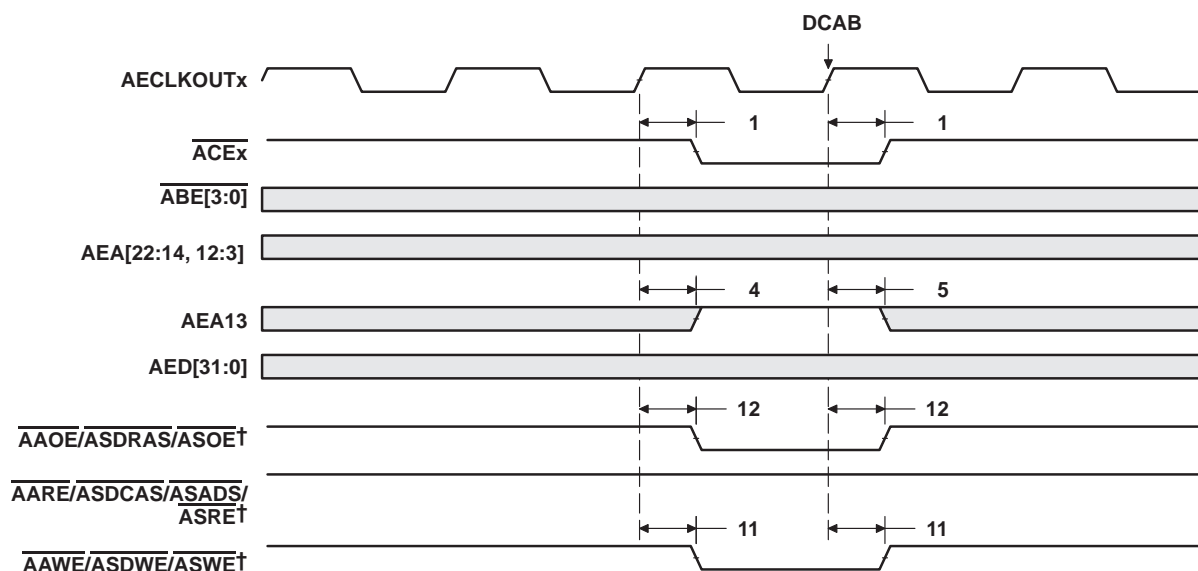 DCAB
AECLKOUTx
1 1
ACEx
ABE[3:0]
AEA[22:14, 12:3]
4 5
AEA13
AED[31:0]
12 12
AAOE/ASDRAS/ASOE†
AARE/ASDCAS/ASADS/
ASRE†
11 11
AAWE/ASDWE/ASWE†